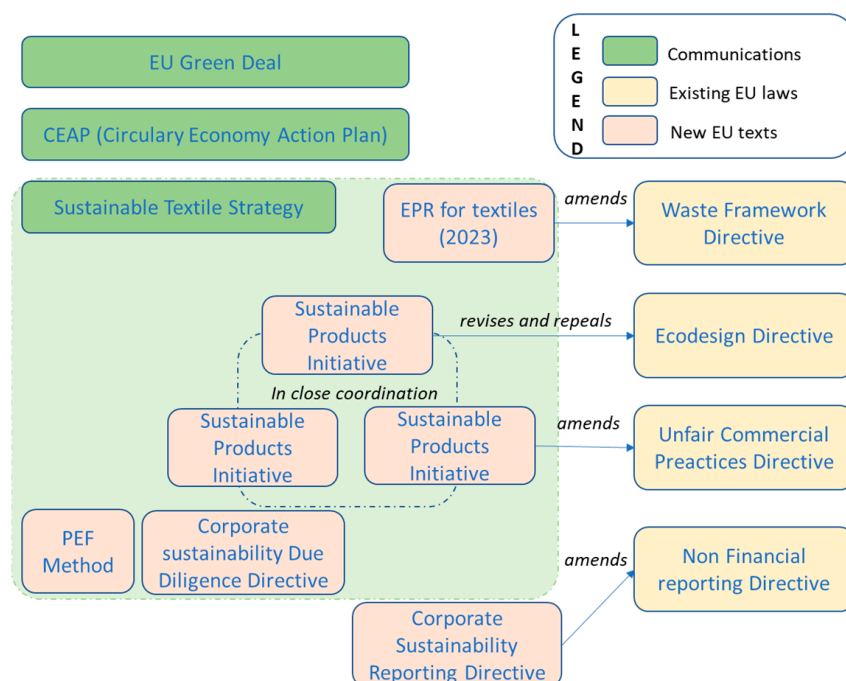 EU Green Deal
CEAP (Circulary Economy Action Plan)
Sustainable Textile Strategy
LEGEND
Communications
Existing EU laws
New EU texts
EPR for textiles
(2023)
amends
Waste Framework
Directive
Sustainable
Products
Initiative
revises and repeals
Ecodesign Directive
In close coordination
Sustainable
Products
Initiative
Sustainable
Products
Initiative
amends
Unfair Commercial
Preactices Directive
PEF
Method
Corporate
sustainability Due
Diligence Directive
amends
Non Financial
reporting Directive
Corporate
Sustainability
Reporting Directive